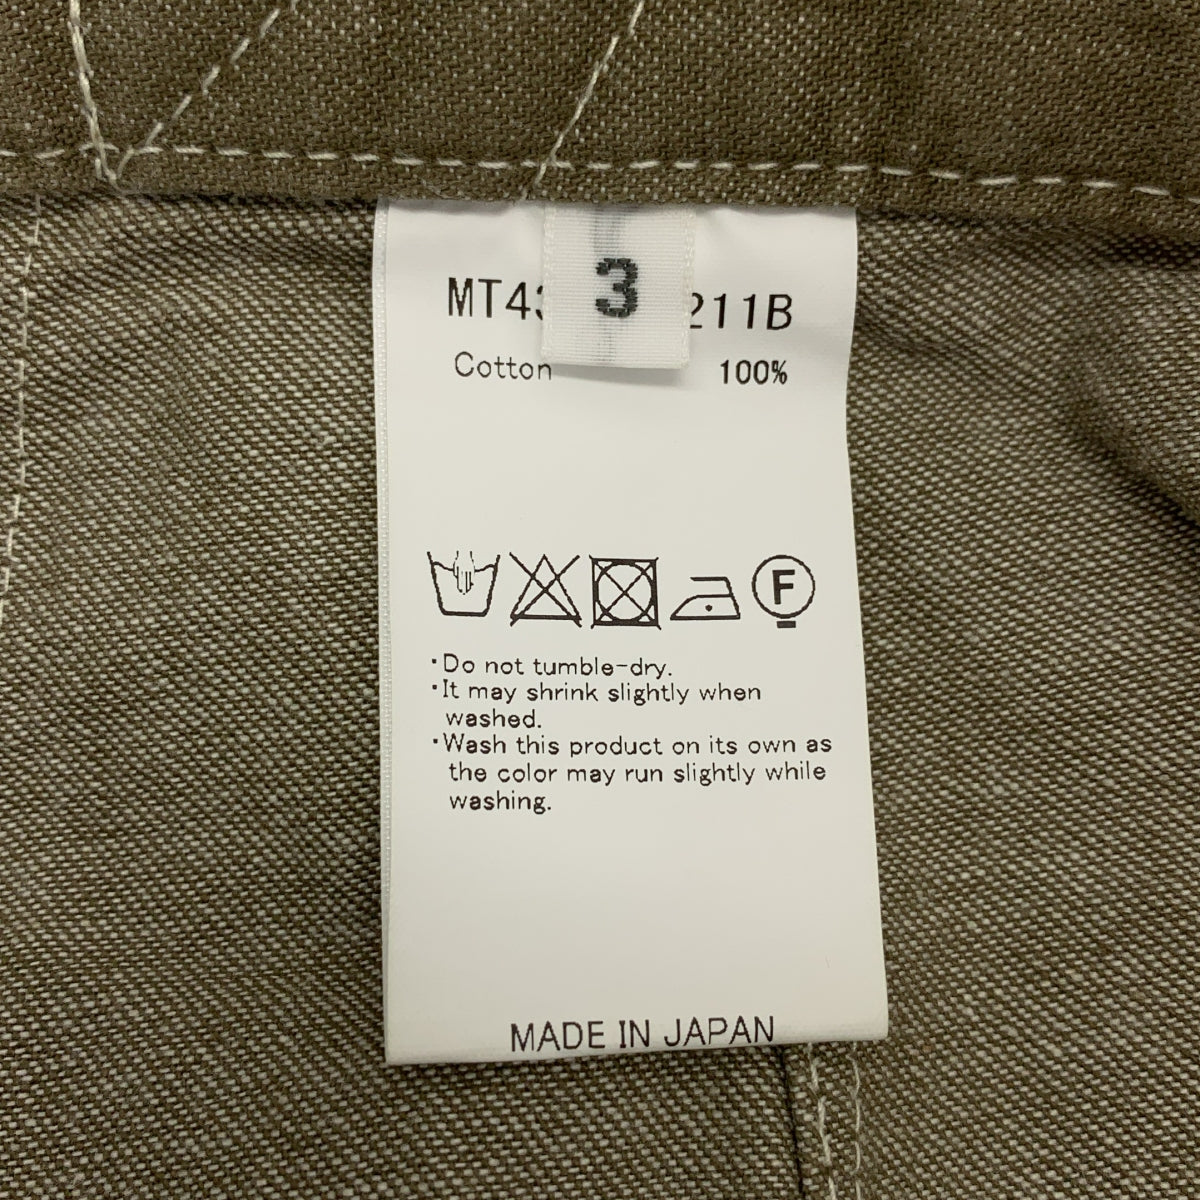 3
211B
Cotton 100%
F
·Do not tumble-dry.
·It may shrink slightly when
washed.
·Wash this product on its own as
the color may run slightly while
washing.
MADE IN JAPAN